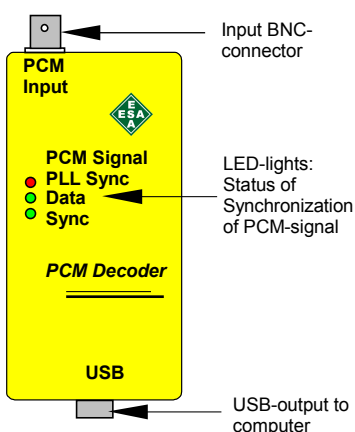 Input BNC-
connector
PCM
Input
E
ESA
A
PCM Signal
PLL Sync
Data
Sync
LED-lights:
Status of
Synchronization
of PCM-signal
PCM Decoder
USB
USB-output to
computer